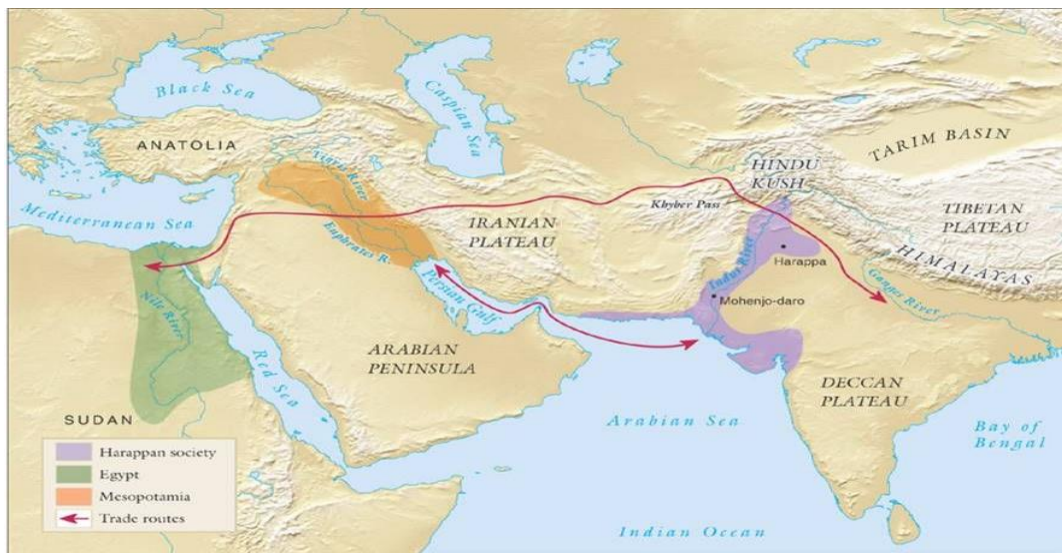 Black Sea
Caspian Sea
ANATOLIA
Tigris River
Mediterranean Sea
Euphrates R.
IRANIAN
PLATEAU
Khyber Pass
HINDU
KUSH
TARIM BASIN
TIBETAN
PLATEAU
HIMALAYAS
Harappa
Indus River
Mohenjo-daro
Ganges River
Persian Gulf
Nile River
Red Sea
ARABIAN
PENINSULA
SUDAN
DECCAN
PLATEAU
Arabian Sea
Bay of
Bengal
Indian Ocean
Harappan society
Egypt
Mesopotamia
Trade routes